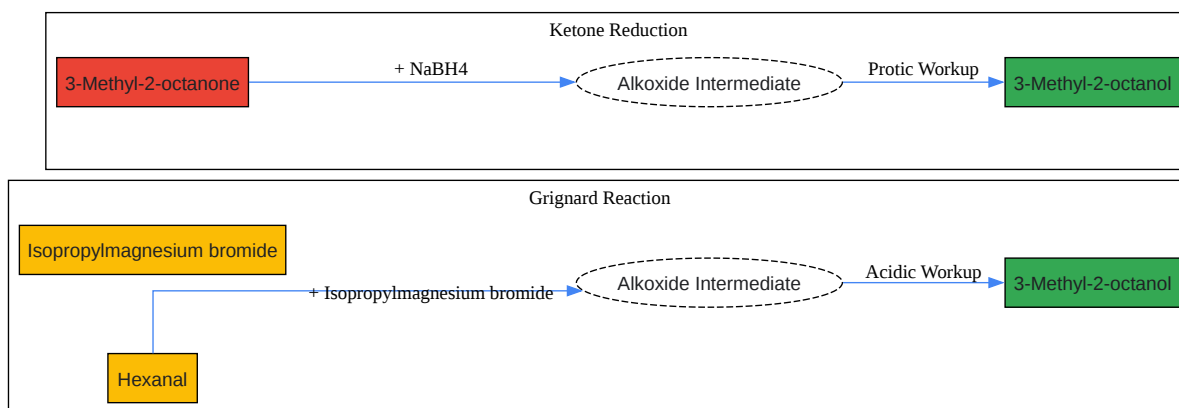 Ketone Reduction
3-Methyl-2-octanone
+ NaBH4
Alkoxide Intermediate
Protic Workup
3-Methyl-2-octanol
Grignard Reaction
Isopropylmagnesium bromide
+ Isopropylmagnesium bromide
Alkoxide Intermediate
Acidic Workup
3-Methyl-2-octanol
Hexanal